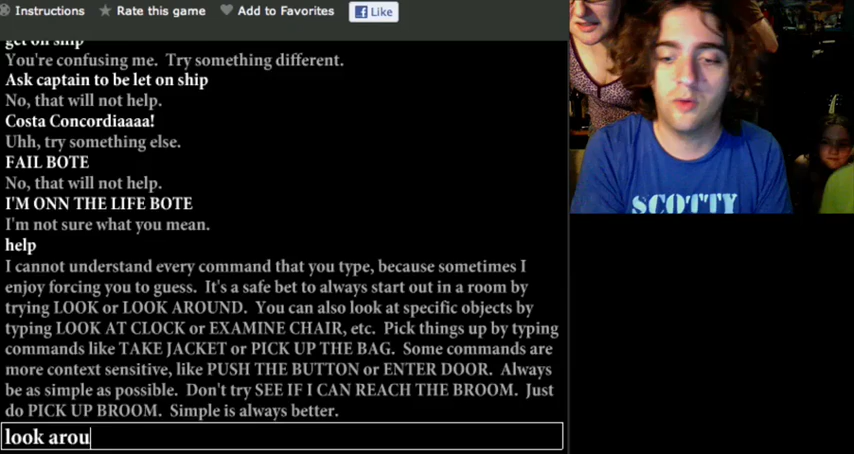 Instructions Rate this game Add to Favorites Like
get on ship
You're confusing me. Try something different.
Ask captain to be let on ship
No, that will not help.
Costa Concordiaaaa!
Uhh, try something else.
FAIL BOTE
No, that will not help.
I'M ONN THE LIFE BOTE
I'm not sure what you mean.
help
I cannot understand every command that you type, because sometimes I
enjoy forcing you to guess. It's a safe bet to always start out in a room by
trying LOOK or LOOK AROUND. You can also look at specific objects by
typing LOOK AT CLOCK or EXAMINE CHAIR, etc. Pick things up by typing
commands like TAKE JACKET or PICK UP THE BAG. Some commands are
more context sensitive, like PUSH THE BUTTON or ENTER DOOR. Always
be as simple as possible. Don't try SEE IF I CAN REACH THE BROOM. Just
do PICK UP BROOM. Simple is always better.
look arou
SCOTTY